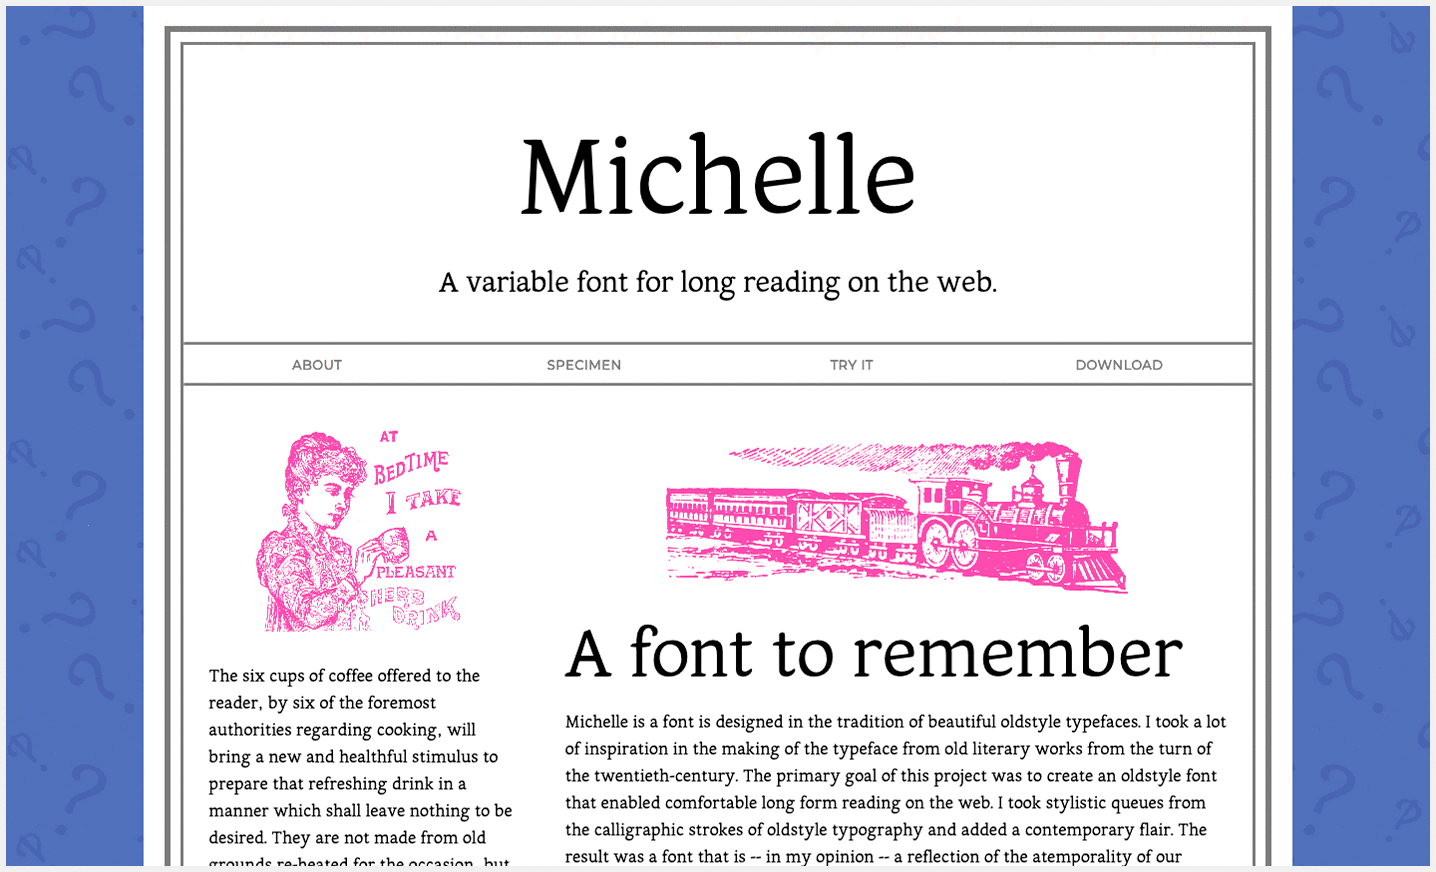 Michelle
A variable font for long reading on the web.
ABOUT
SPECIMEN
TRY IT
DOWNLOAD
AT
BEDTIME
I TAKE
A
PLEASANT
HERB
DRINK
The six cups of coffee offered to the
reader, by six of the foremost
authorities regarding cooking, will
bring a new and healthful stimulus to
prepare that refreshing drink in a
manner which shall leave nothing to be
desired. They are not made from old
grounds re-heated for the occasion, but
A font to remember
Michelle is a font is designed in the tradition of beautiful oldstyle typefaces. I took a lot
of inspiration in the making of the typeface from old literary works from the turn of
the twentieth-century. The primary goal of this project was to create an oldstyle font
that enabled comfortable long form reading on the web. I took stylistic queues from
the calligraphic strokes of oldstyle typography and added a contemporary flair. The
result was a font that is -- in my opinion -- a reflection of the atemporality of our